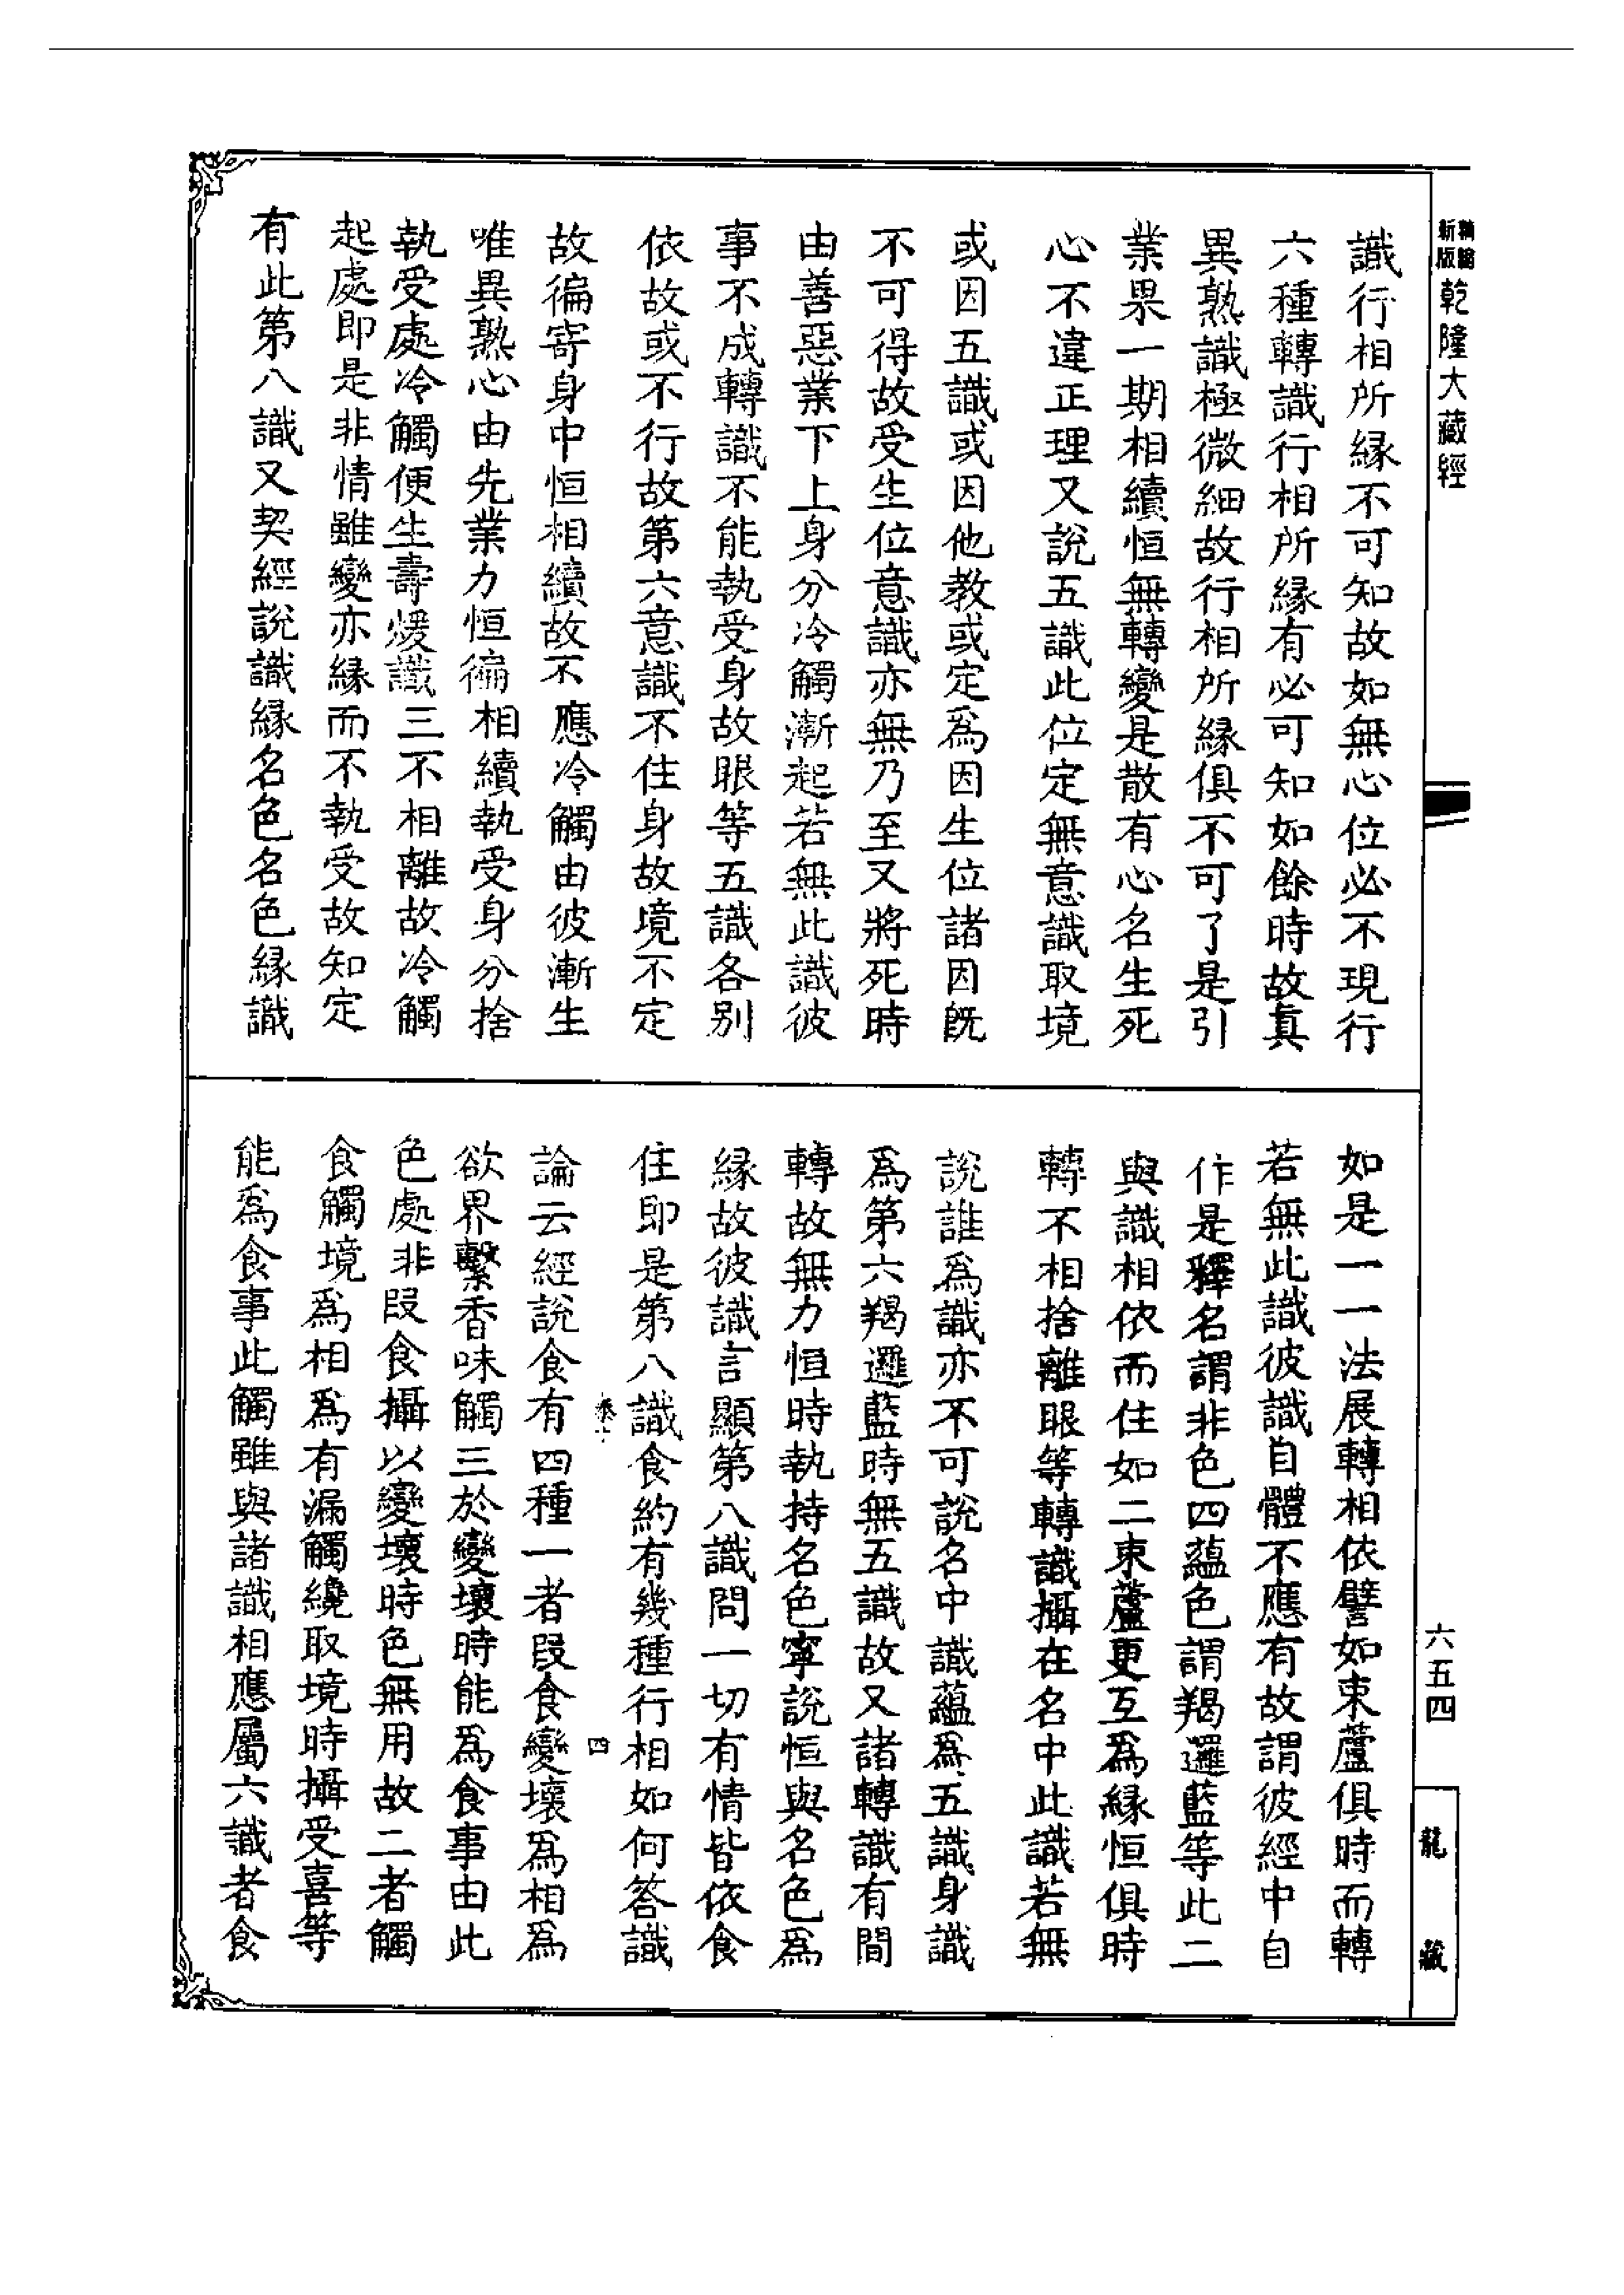 新版
乾隆大藏經
識行相所緣不可知故如無心位必不現行
六種轉識行相所緣有必可知如餘時故真
異熟識極微細故行相所緣俱不可了是引
業果一期相續恒無轉變是散有心名生死
心不違正理又說五識此位定無意識取境
或因五識或因他教或定爲因生位諸因旣
不可得故受生位意識亦無乃至又將死時
由善惡業下上身分冷觸漸起若無此識彼
事不成轉識不能執受身故眼等五識各別
依故或不行故第六意識不住身故境不定
故徧寄身中恒相續故不應冷觸由彼漸生
唯異熟心由先業力恒徧相續執受身分捨
執受處冷觸便生壽煖識三不相離故冷觸
起處即是非情雖變亦緣而不執受故知定
有此第八識又契經說識緣名色名色緣識
如是一一法展轉相依譬如束蘆俱時而轉
若無此識彼識自體不應有故謂彼經中自
作是釋名謂非色四蘊色謂羯邏藍等此二
與識相依而住如二束蘆更互爲緣恒俱時
轉不相捨離眼等轉識攝在名中此識若無
說誰爲識亦不可說名中識蘊爲五識身識
爲第六羯邏藍時無五識故又諸轉識有間
轉故無力恒時執持名色寧說恒與名色爲
緣故彼識言顯第八識問一切有情皆依食
住即是第八識食約有幾種行相如何答識
論云經說食有四種一者段食變壞爲相爲
欲界繫香味觸三於變壞時能爲食事由此
色處非段食攝以變壞時色無用故二者觸
食觸境爲相爲有漏觸纔取境時攝受喜等
能爲食事此觸雖與諸識相應屬六識者食
四
六五四
龍藏